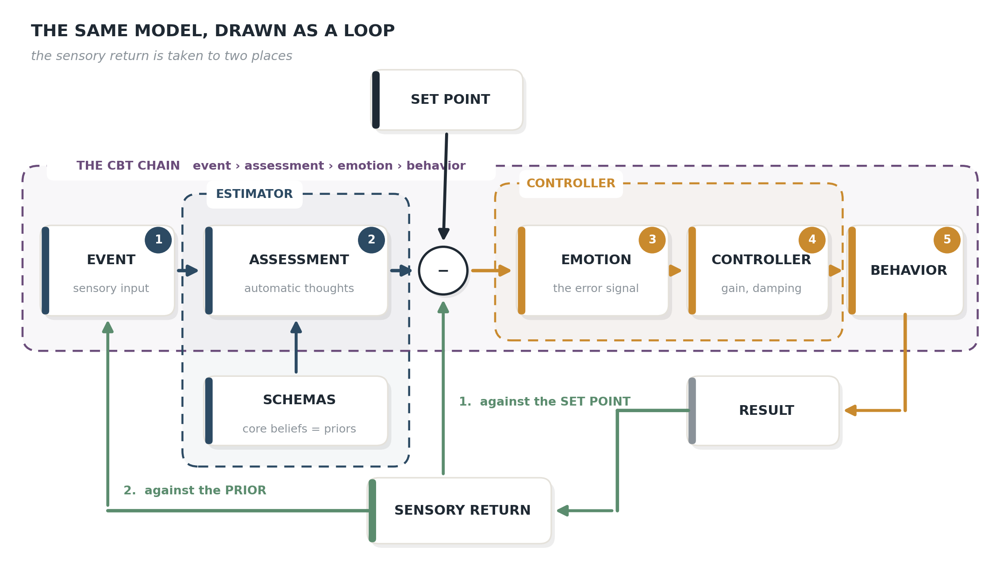 THE SAME MODEL, DRAWN AS A LOOP
the sensory return is taken to two places
SET POINT
THE CBT CHAIN event › assessment › emotion › behavior
CONTROLLER
ESTIMATOR
1
EVENT
sensory input
2
ASSESSMENT
automatic thoughts
–
3
EMOTION
the error signal
4
CONTROLLER
gain, damping
5
BEHAVIOR
SCHEMAS
core beliefs = priors
1. against the SET POINT
RESULT
2. against the PRIOR
SENSORY RETURN